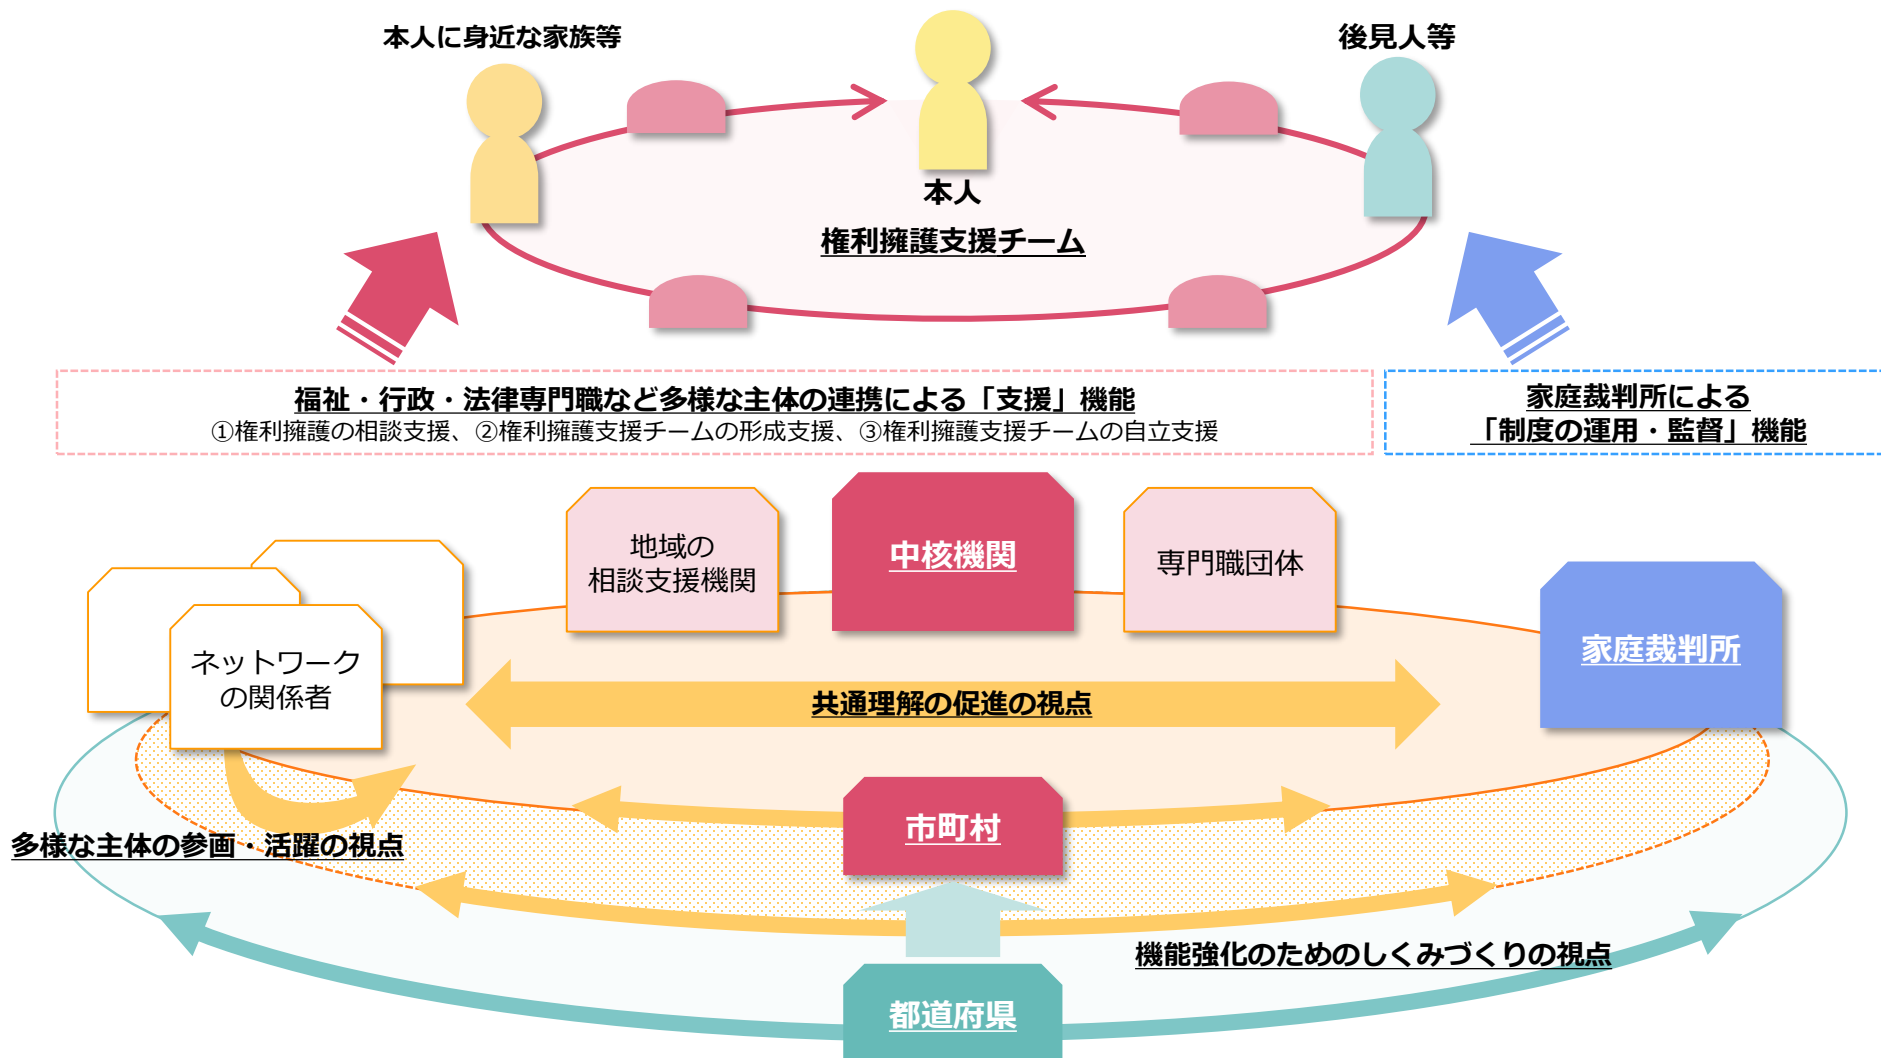 本人に身近な家族等
後見人等
本人
権利擁護支援チーム
福祉・行政・法律専門職など多様な主体の連携による「支援」機能
①権利擁護の相談支援、②権利擁護支援チームの形成支援、③権利擁護支援チームの自立支援
家庭裁判所による
「制度の運用・監督」機能
地域の
相談支援機関
中核機関
専門職団体
家庭裁判所
ネットワーク
の関係者
共通理解の促進の視点
市町村
多様な主体の参画・活躍の視点
機能強化のためのしくみづくりの視点
都道府県